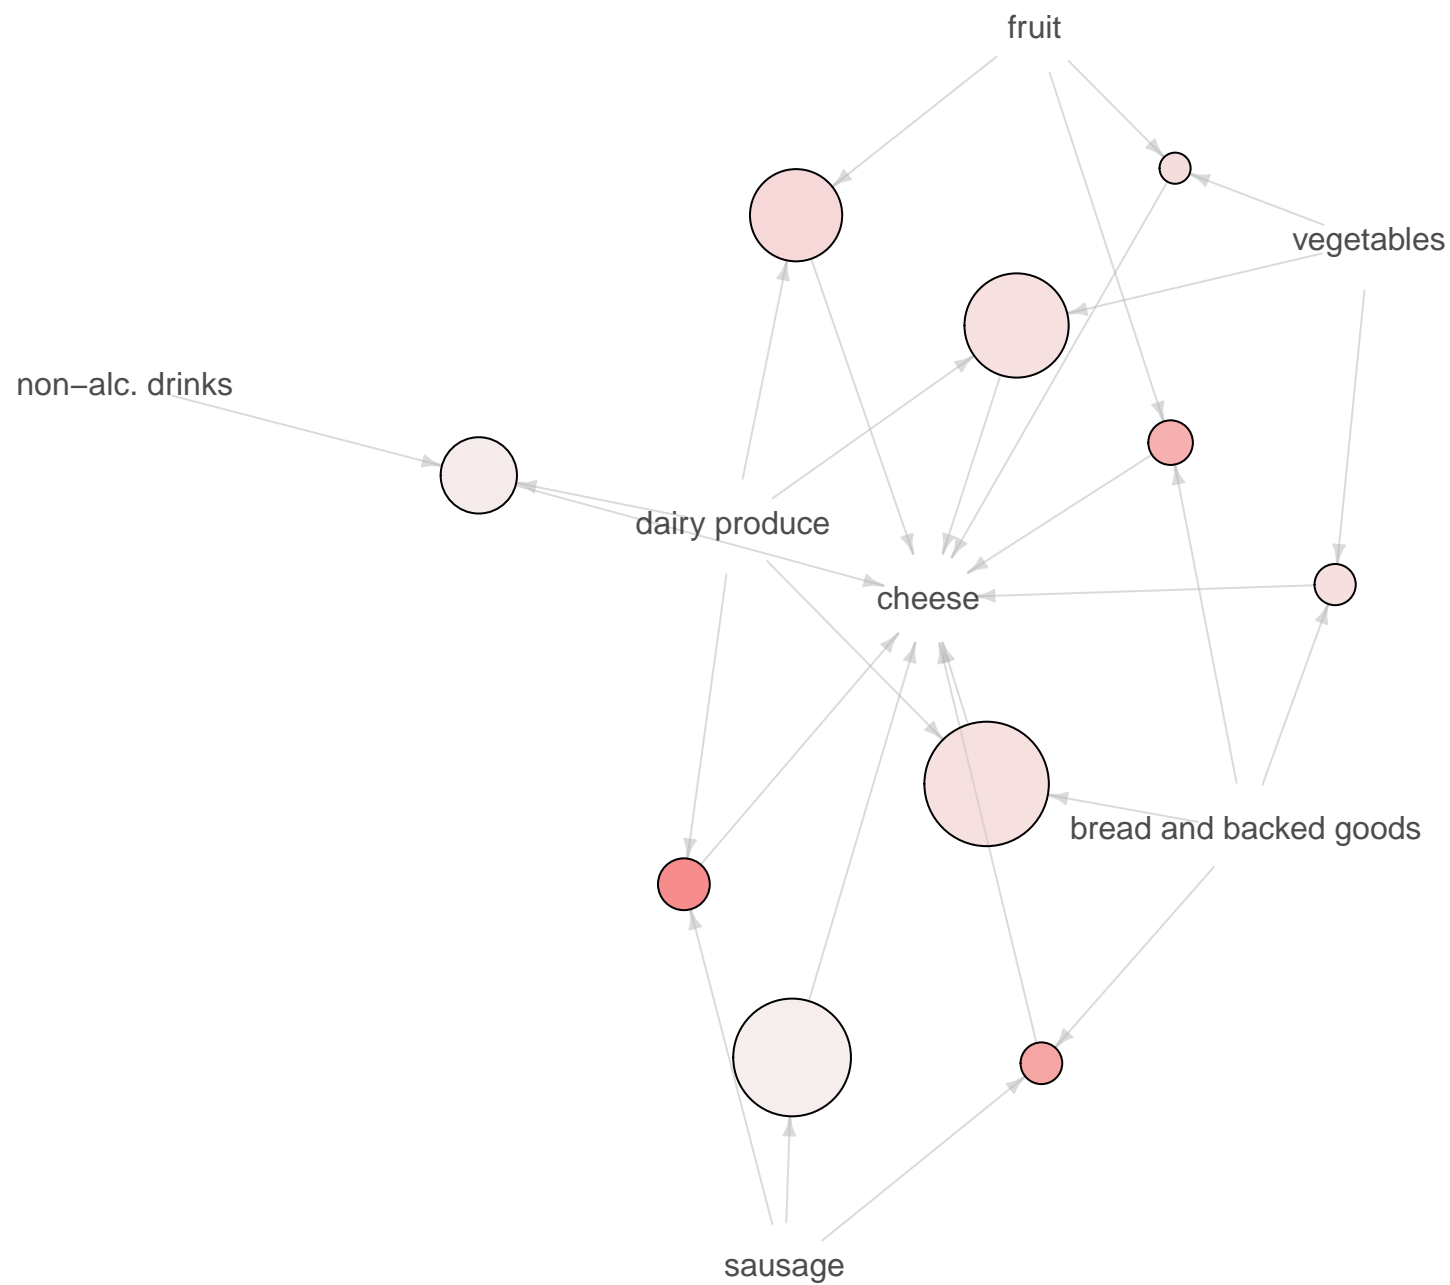 fruit
vegetables
non−alc. drinks
dairy produce
cheese
bread and backed goods
sausage